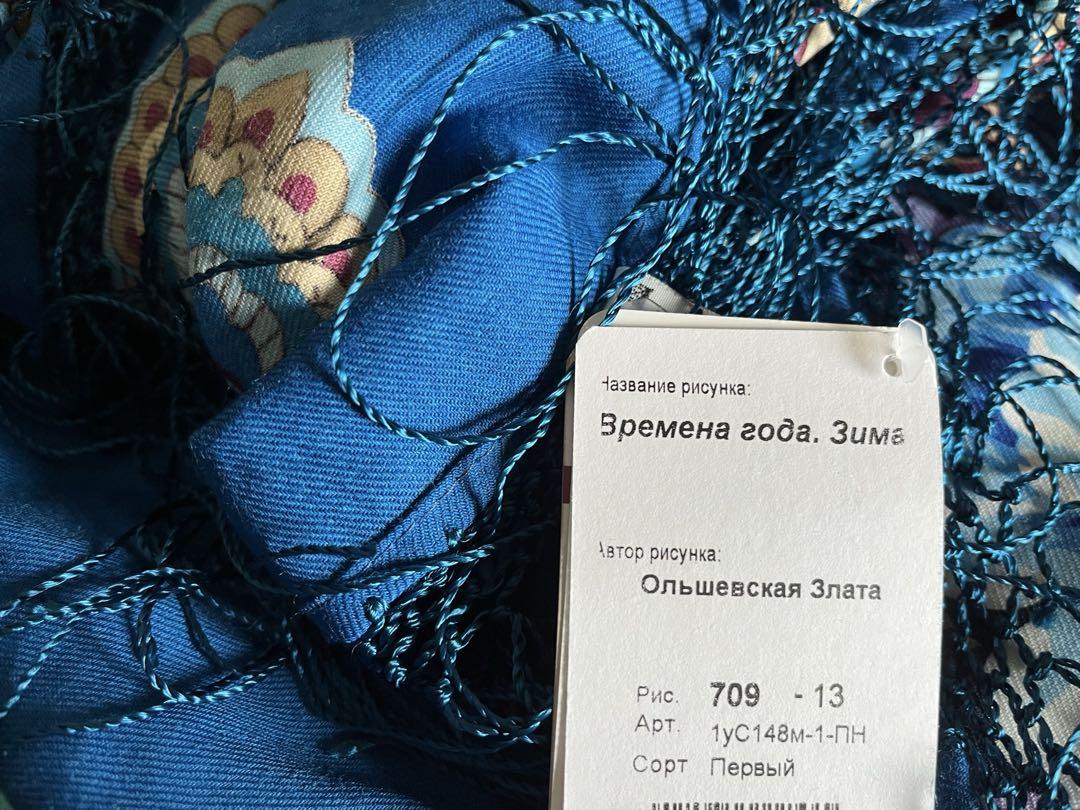 Название рисунка:
Времена года. Зима
Автор рисунка:
Ольшевская Злата
Рис. 709 - 13
Арт. 1уС148м-1-ПН
Сорт Первый